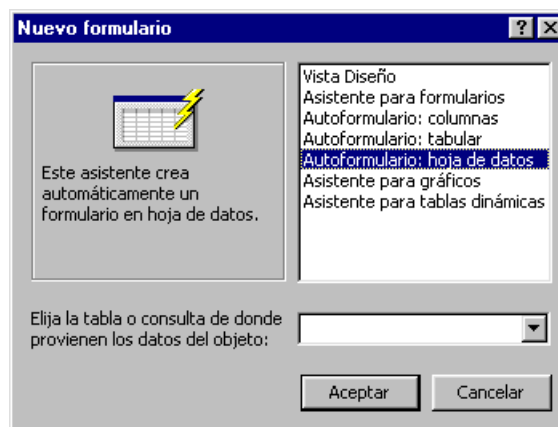 Nuevo formulario
Este asistente crea
automáticamente un
formulario en hoja de datos.
Vista Diseño
Asistente para formularios
Autoformulario: columnas
Autoformulario: tabular
Autoformulario: hoja de datos
Asistente para gráficos
Asistente para tablas dinámicas
Elija la tabla o consulta de donde
provienen los datos del objeto:
Aceptar
Cancelar